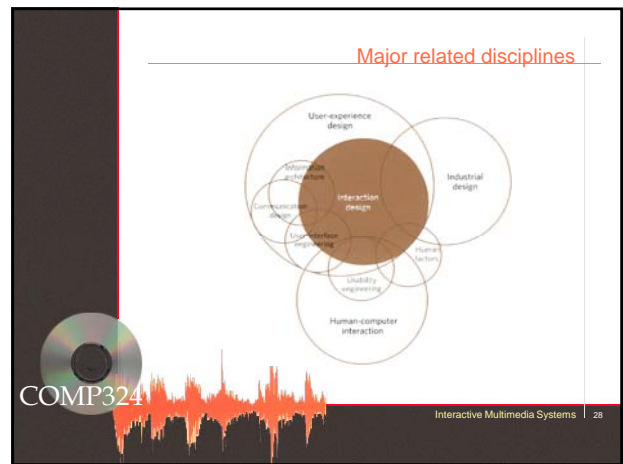 Major related disciplines
User-experience
design
Information
architecture
Industrial
design
Interaction
design
Communication
design
User-interface
engineering
Human
factors
Usability
engineering
Human-computer
interaction
COMP324
Interactive Multimedia Systems
28